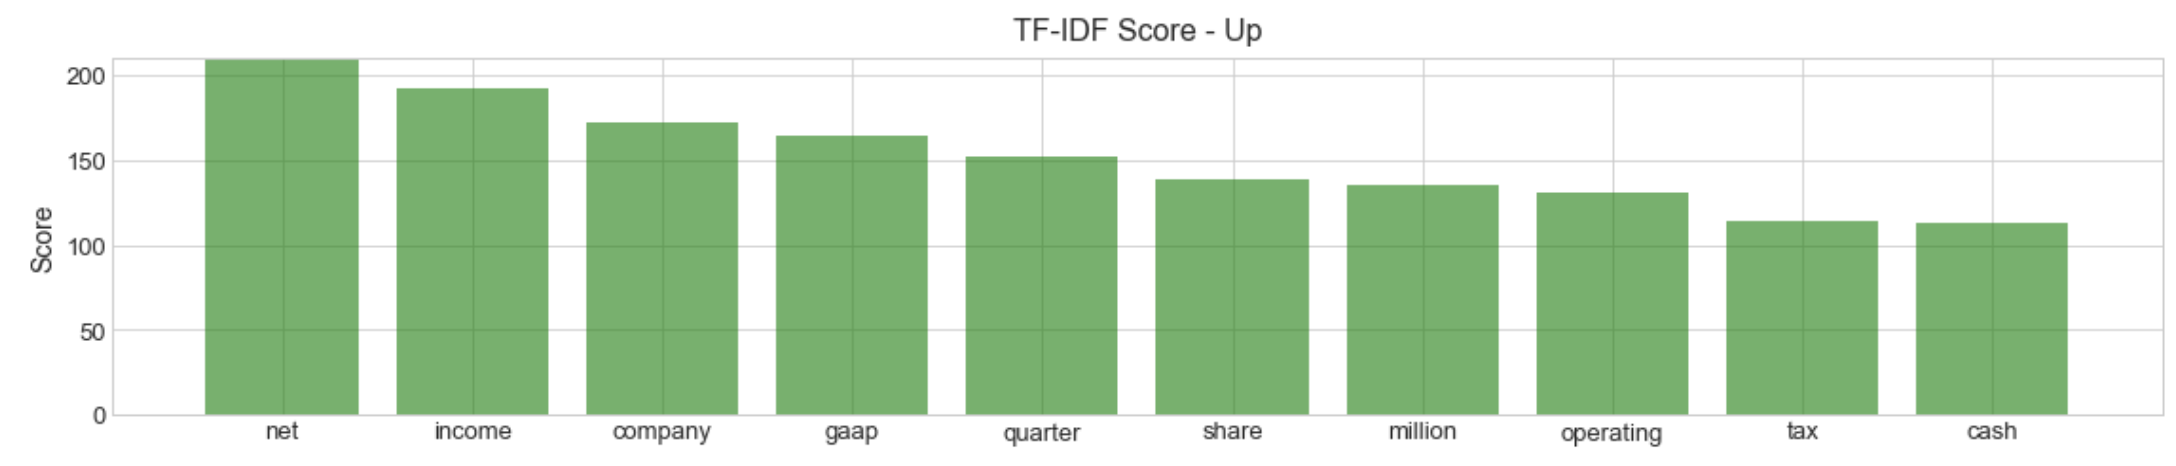 TF-IDF Score - Up
200
150
100
50
0
Score
net income company gaap quarter share million operating tax cash